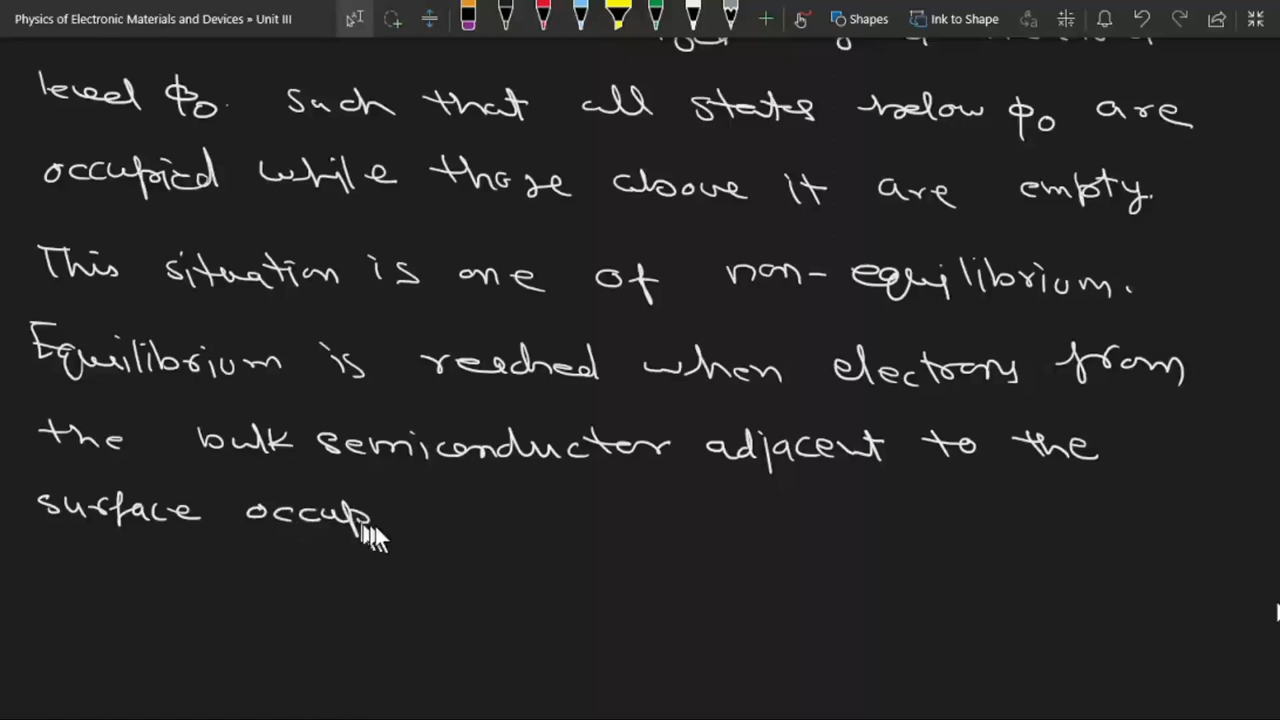 Physics of Electronic Materials and Devices » Unit III
Shapes
Ink to Shape
level ϕ0. Such that all states below ϕ0 are
occupied while those above it are empty.
This situation is one of non-equilibrium.
Equilibrium is reached when electrons from
the bulk semiconductor adjacent to the
surface occup